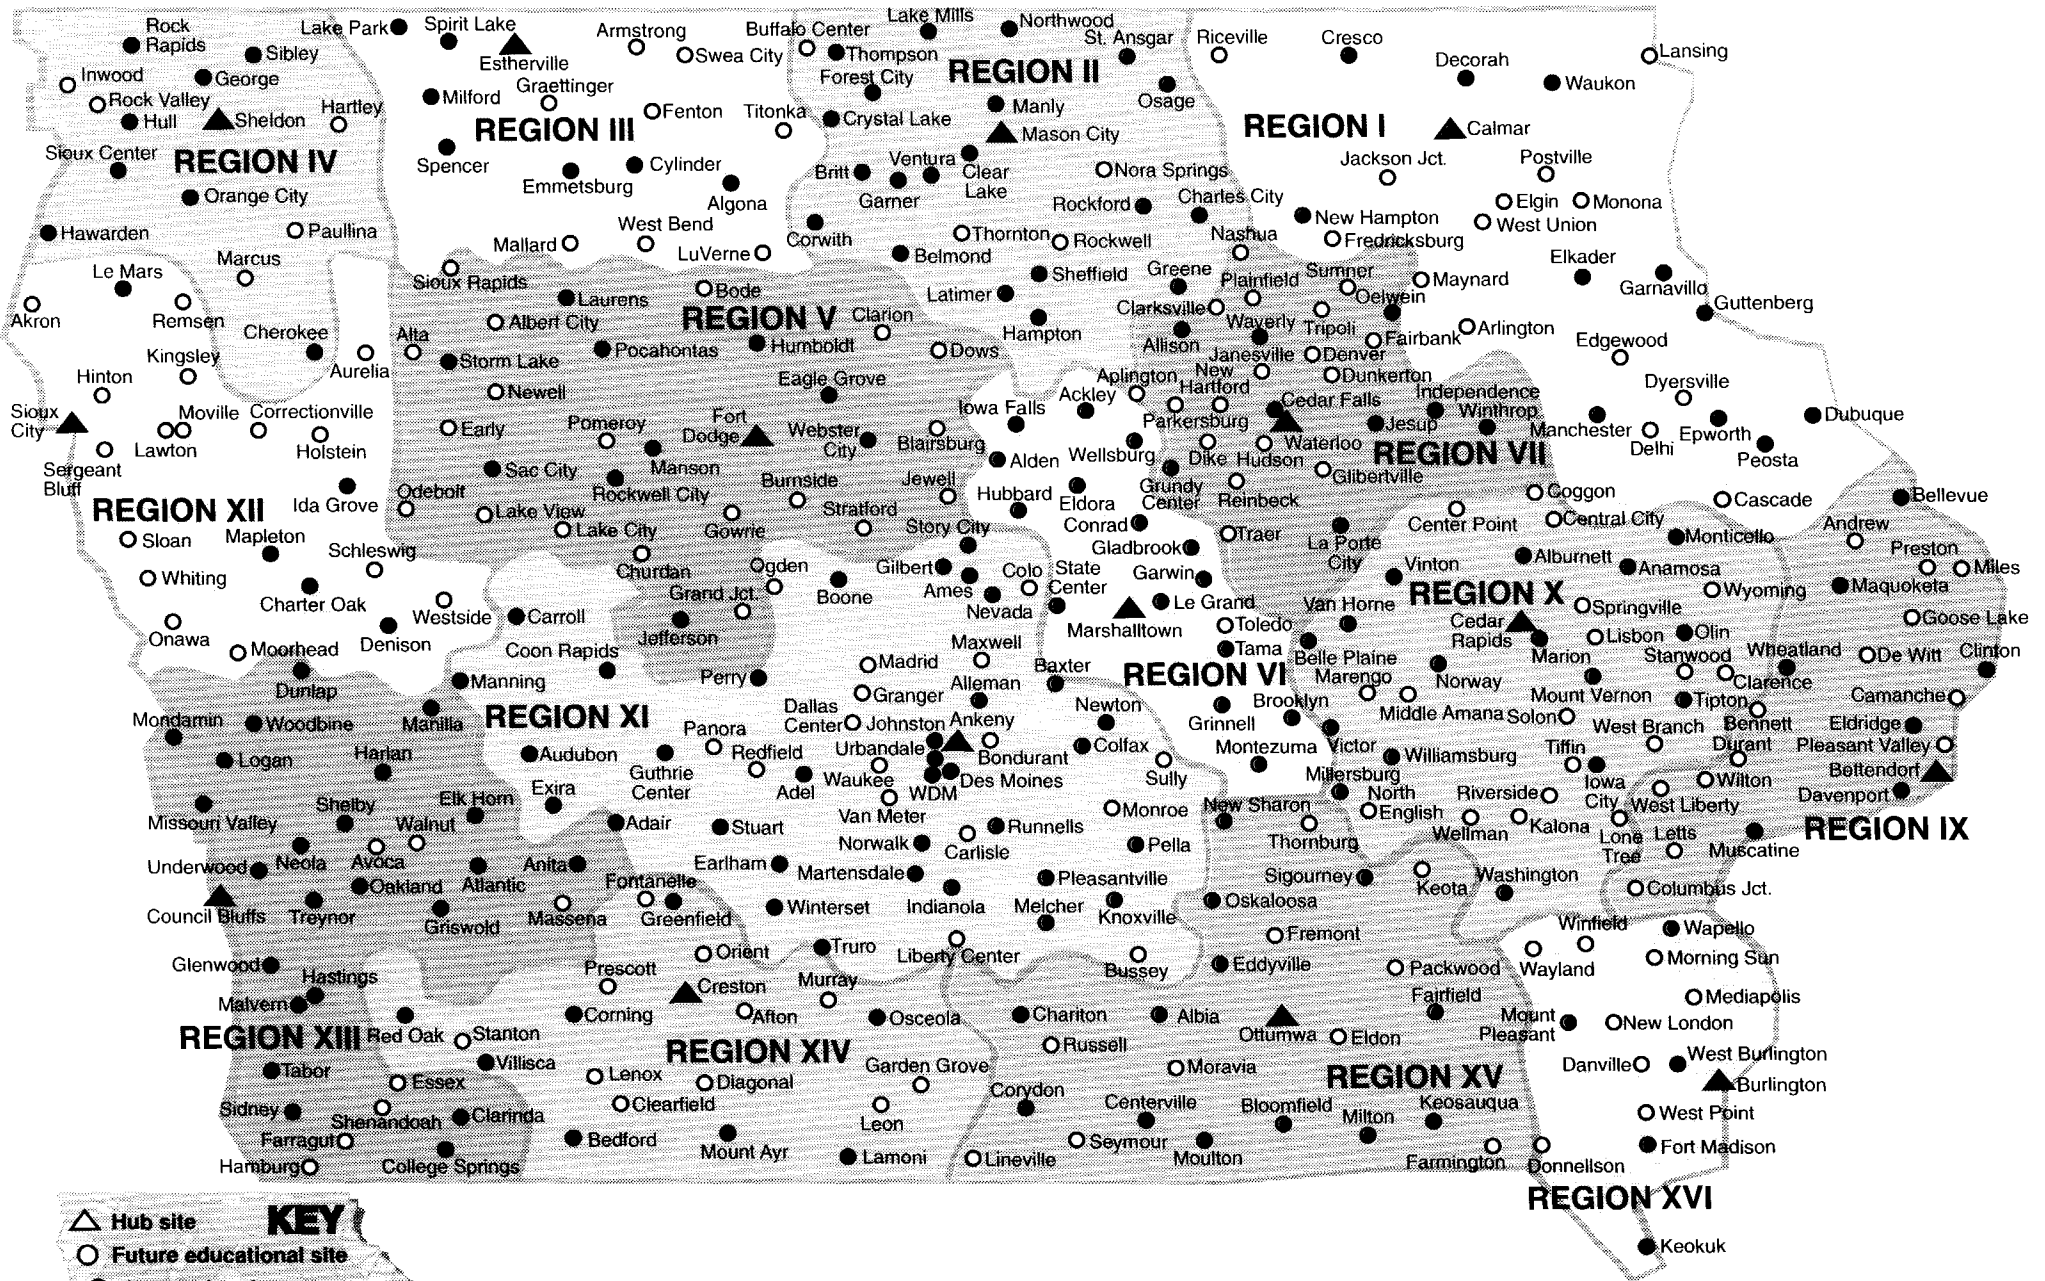 Rock
Rapids
Lake Park
Spirit Lake
Estherville
Armstrong
Swea City
Buffalo Center
Thompson
Lake Mills
Northwood
St. Ansgar
Riceville
Cresco
Decorah
Waukon
Lansing
Sibley
Inwood
George
Rock Valley
Hull
Sheldon
Hartley
Milford
Graettinger
Fenton
Titonka
Forest City
REGION II
Osage
Manly
Crystal Lake
Mason City
REGION I
Calmar
REGION III
Sioux Center
REGION IV
Spencer
Emmetsburg
Cylinder
Algona
Britt
Ventura
Garner
Clear
Lake
Nora Springs
Jackson Jct.
Postville
Orange City
Rockford
Charles City
Elgin
Monona
New Hampton
West Union
Hawarden
Paullina
Mallard
West Bend
LuVerne
Corwith
Thornton
Rockwell
Nashua
Fredricksburg
Belmond
Marcus
Le Mars
Sioux Rapids
Sheffield
Greene
Plainfield
Sumner
Maynard
Elkader
Garnavillo
Guttenberg
Akron
Remsen
Laurens
Bode
Latimer
Clarksville
Oelwein
Albert City
REGION V
Clarion
Hampton
Allison
Waverly
Tripoli
Fairbank
Arlington
Cherokee
Alta
Kingsley
Aurelia
Storm Lake
Pocahontas
Humboldt
Dows
Janesville
Denver
Edgewood
Hinton
Newell
Eagle Grove
Aplington
New
Hartford
Dunkerton
Dyersville
Ackley
Iowa Falls
Parkersburg
Cedar Falls
Independence
Winthrop
Jesup
Sioux
City
Moville
Correctionville
Lawton
Holstein
Early
Pomeroy
Fort
Dodge
Webster
City
Blairsburg
Manchester
Delhi
Epworth
Dubuque
Peosta
Sergeant
Bluff
Sac City
Manson
Alden
Wellsburg
Dike
Hudson
Waterloo
REGION VII
Gilbertville
Ida Grove
Odebolt
Rockwell City
Burnside
Jewell
Hubbard
Eldora
Grundy
Center
Reinbeck
Coggon
Cascade
Bellevue
REGION XII
Lake View
Lake City
Gowrie
Stratford
Story City
Conrad
Traer
La Porte
City
Center Point
Central City
Andrew
Sloan
Mapleton
Schleswig
Churdan
Ogden
Gilbert
Gladbrook
Monticello
Preston
Miles
Whiting
Charter Oak
Boone
Ames
Nevada
Colo
State
Center
Garwin
Vinton
Alburnett
Anamosa
Maquoketa
Westside
Carroll
Grand Jct.
Jefferson
Le Grand
Marshalltown
Van Horne
REGION X
Springville
Wyoming
Goose Lake
Onawa
Denison
Toledo
Tama
Cedar
Rapids
Marion
Lisbon
Olin
Moorhead
Dunlap
Coon Rapids
Maxwell
Madrid
Belle Plaine
Stanwood
Wheatland
De Witt
Clinton
Manning
Perry
Alleman
Baxter
REGION VI
Marengo
Norway
Mount Vernon
Clarence
Camanche
Mondamin
Woodbine
Manilla
REGION XI
Granger
Dallas
Center
Johnston
Ankeny
Newton
Grinnell
Brooklyn
Middle Amana
Solon
Tipton
Bennett
Eldridge
West Branch
Logan
Harlan
Audubon
Panora
Guthrie
Center
Redfield
Urbandale
Bondurant
Colfax
Sully
Montezuma
Victor
Williamsburg
Tiffin
Iowa
City
Durant
Pleasant Valley
Bettendorf
Exira
Adel
Waukee
WDM
Des Moines
Millersburg
North
English
Riverside
Wilton
West Liberty
Davenport
Missouri Valley
Shelby
Elk Horn
Walnut
Van Meter
Monroe
New Sharon
Thornburg
Wellman
Kalona
Lone
Tree
Letts
Muscatine
REGION IX
Underwood
Neola
Avoca
Adair
Stuart
Norwalk
Carlisle
Runnells
Pella
Anita
Atlantic
Earlham
Martensdale
Pleasantville
Sigourney
Keota
Washington
Columbus Jct.
Council Bluffs
Treynor
Oakland
Griswold
Massena
Fontanelle
Greenfield
Winterset
Indianola
Melcher
Knoxville
Oskaloosa
Winfield
Wapello
Glenwood
Hastings
Orient
Truro
Liberty Center
Bussey
Fremont
Eddyville
Packwood
Wayland
Morning Sun
Malvern
Prescott
Creston
Murray
Fairfield
Mediapolis
REGION XIII
Red Oak
Stanton
Corning
Afton
Osceola
Chariton
Albia
Ottumwa
Eldon
Mount
Pleasant
New London
Tabor
Villisca
REGION XIV
Russell
Moravia
REGION XV
Danville
West Burlington
Burlington
Essex
Lenox
Diagonal
Garden Grove
Sidney
Shenandoah
Clarinda
Clearfield
Leon
Corydon
Centerville
Bloomfield
Milton
Keosauqua
West Point
Farragut
Hamburg
College Springs
Bedford
Mount Ayr
Lamoni
Lineville
Seymour
Moulton
Farmington
Donnellson
Fort Madison
REGION XVI
Keokuk
KEY
Hub site
Future educational site